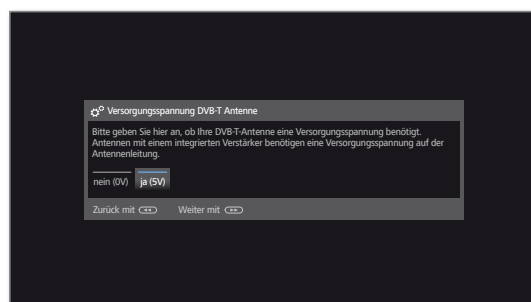 Versorgungsspannung DVB-T Antenne
Bitte geben Sie hier an, ob Ihre DVB-T-Antenne eine Versorgungsspannung benötigt.
Antennen mit einem integrierten Verstärker benötigen eine Versorgungsspannung auf der
Antennenleitung.
nein (0V) ja (5V)
Zurück mit Weiter mit